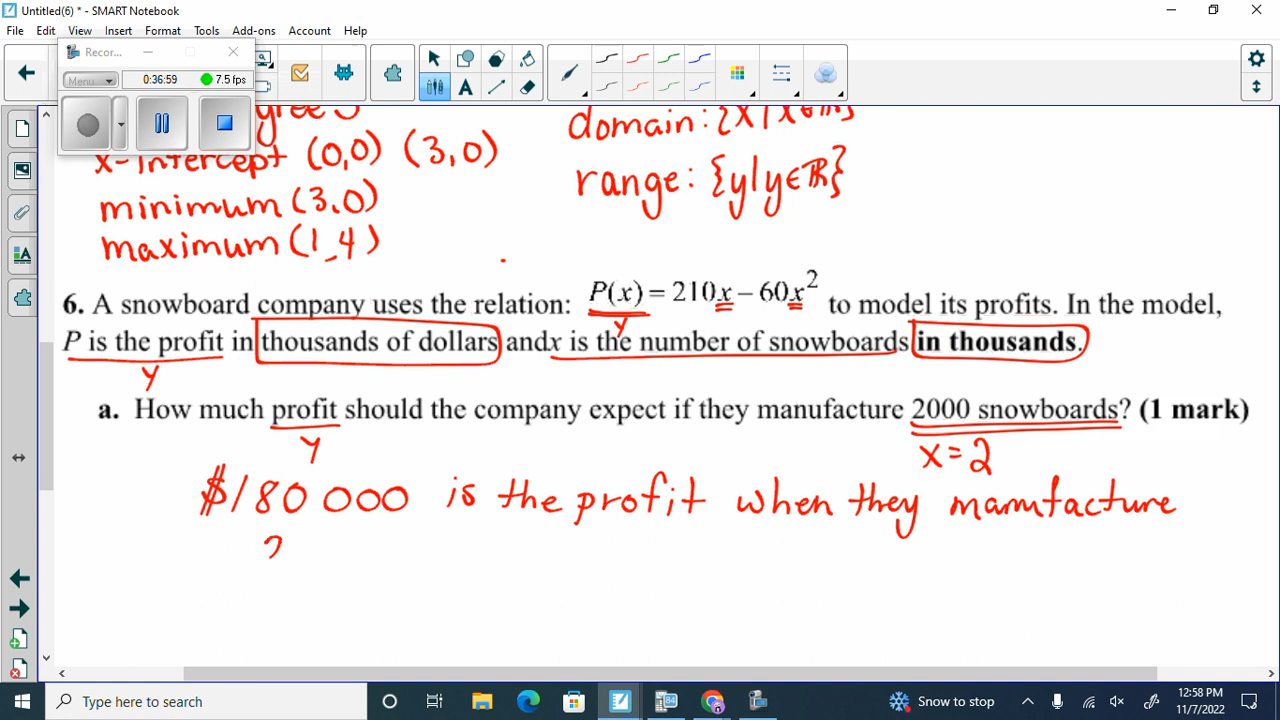 Untitled(6) * - SMART Notebook
File Edit View Insert Format Tools Add-ons Account Help
Recor...
Menu 0:36:59 7.5 fps
domain: {x | x∈ℝ}
x-intercept (0,0) (3,0)
range: {y|y∈ℝ}
minimum (3,0)
maximum (1,4)
6. A snowboard company uses the relation: P(x) = 210x − 60x² to model its profits. In the model,
y
P is the profit in thousands of dollars and x is the number of snowboards in thousands.
y
a. How much profit should the company expect if they manufacture 2000 snowboards? (1 mark)
y x=2
$180 000 is the profit when they manufacture
2
Type here to search
Snow to stop
12:58 PM
11/7/2022